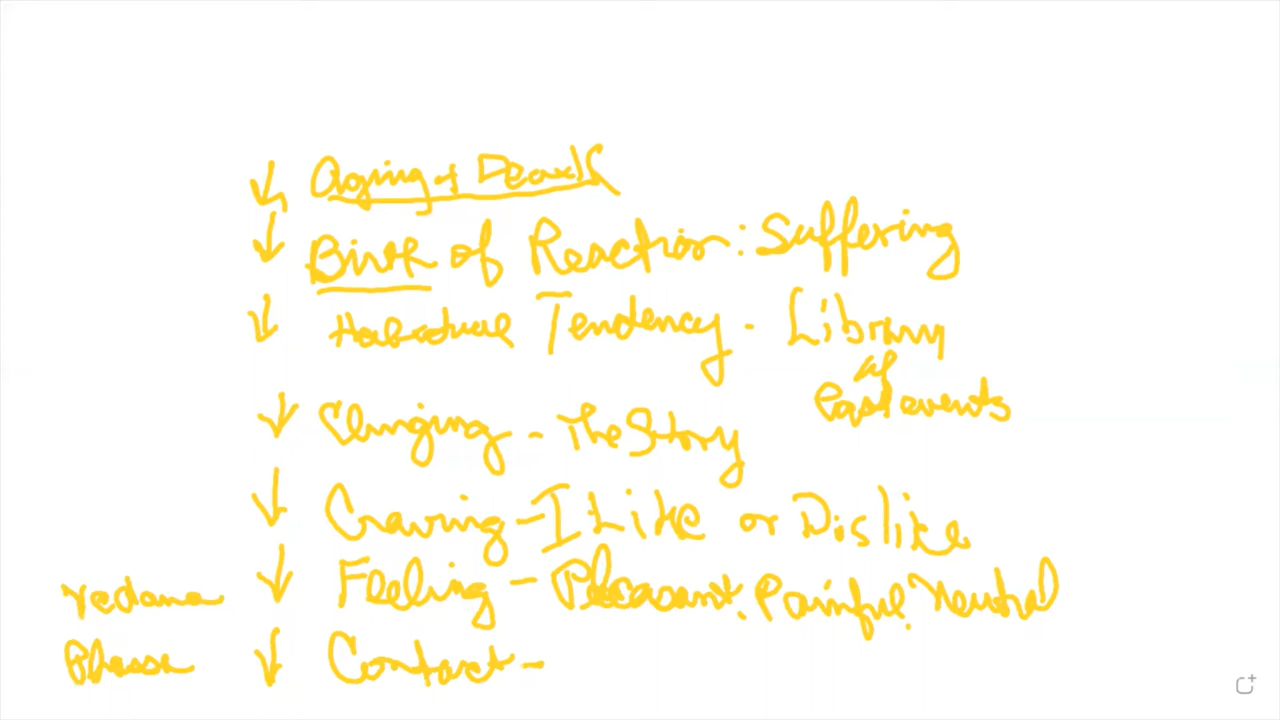 ↓ Aging + Death
↓ Birth of Reaction: Suffering
↓ Habitual Tendency - Library
of
Past events
↓ Clinging - The Story
↓ Craving - I Like or Dislike
↓ Feeling - Pleasant. Painful. Neutral
Vedana
↓ Contact -
Phassa